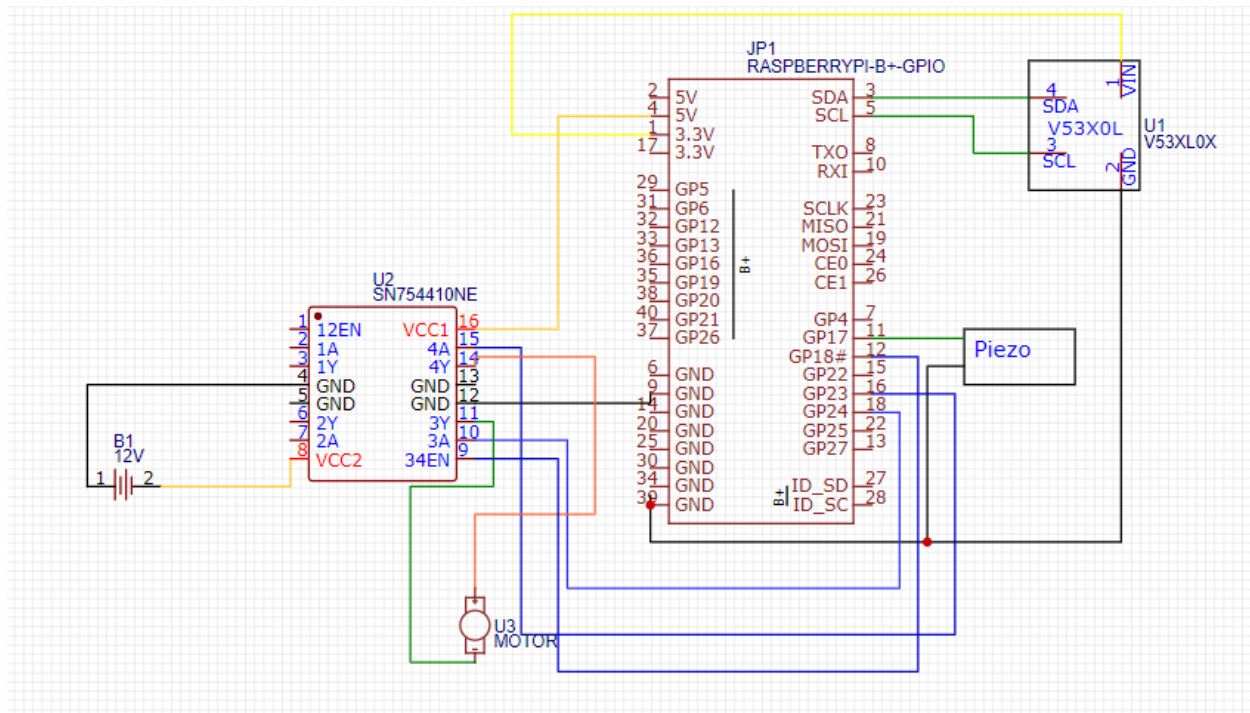 JP1
RASPBERRYPI-B+-GPIO
2 5V
4 5V
1 3.3V
17 3.3V
29 GP5
31 GP6
32 GP12
33 GP13
36 GP16
35 GP19
38 GP20
40 GP21
37 GP26
6 GND
9 GND
14 GND
20 GND
25 GND
30 GND
34 GND
39 GND
B+
SDA 3
SCL 5
TXO 8
RXI 10
SCLK 23
MISO 21
MOSI 19
CE0 24
CE1 26
GP4 7
GP17 11
GP18# 12
GP22 15
GP23 16
GP24 18
GP25 22
GP27 13
B+
ID_SD 27
ID_SC 28
1 VIN
4
SDA
V53X0L
3
SCL
2 GND
U1
V53XL0X
Piezo
U2
SN754410NE
1 12EN
2 1A
3 1Y
4 GND
5 GND
6 2Y
7 2A
8 VCC2
VCC1 16
4A 15
4Y 14
GND 13
GND 12
3Y 11
3A 10
34EN 9
B1
12V
1 2
+
-
U3
MOTOR